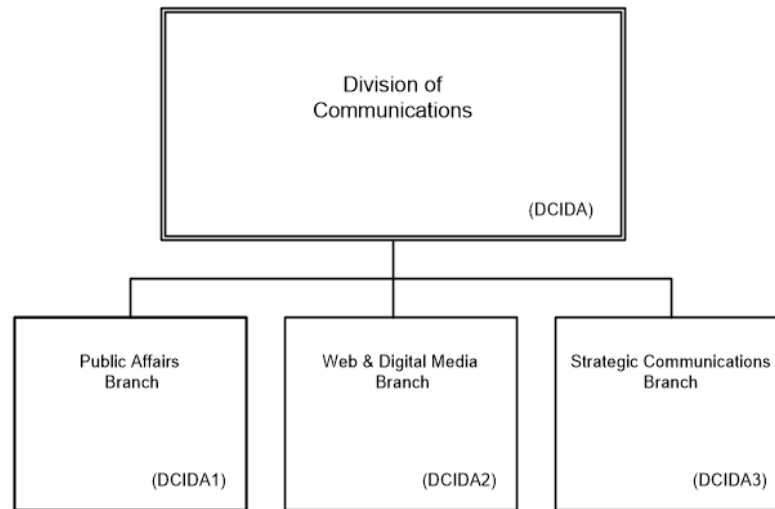 Division of
Communications
(DCIDA)
Public Affairs
Branch
(DCIDA1)
Web & Digital Media
Branch
(DCIDA2)
Strategic Communications
Branch
(DCIDA3)